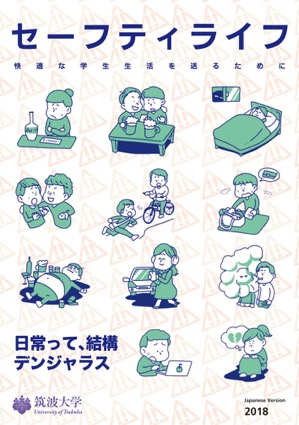 セーフティライフ
快適な学生生活を送るために
日常って、結構
デンジャラス
筑波大学
University of Tsukuba
Japanese Version
2018